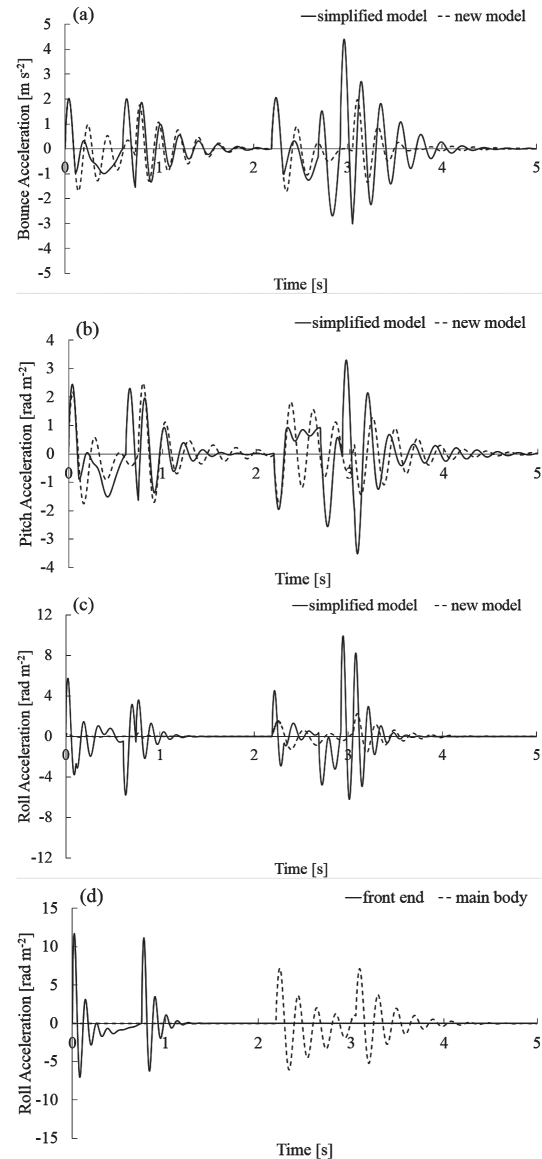 (a)
simplified model new model
Bounce Acceleration [m s-2]
5
4
3
2
1
0
-1
-2
-3
-4
-5
0 1 2 3 4 5
Time [s]
(b)
simplified model new model
Pitch Acceleration [rad m-2]
4
3
2
1
0
-1
-2
-3
-4
0 1 2 3 4 5
Time [s]
(c)
simplified model new model
Roll Acceleration [rad m-2]
12
8
4
0
-4
-8
-12
0 1 2 3 4 5
Time [s]
(d)
front end main body
Roll Acceleration [rad m-2]
15
10
5
0
-5
-10
-15
0 1 2 3 4 5
Time [s]